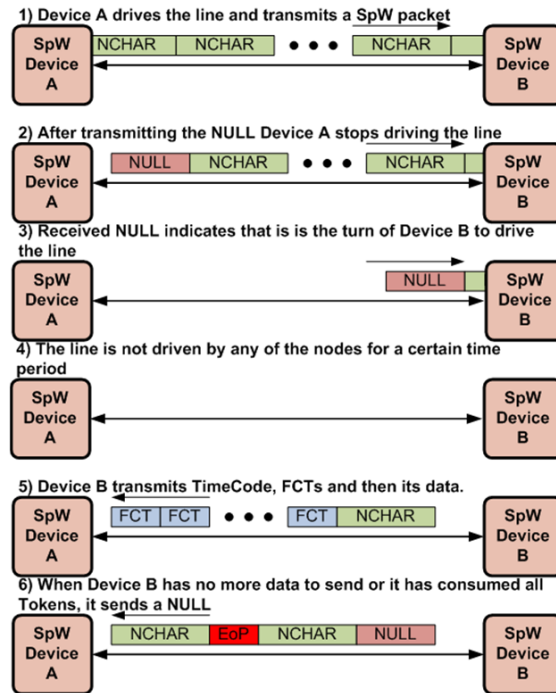 1) Device A drives the line and transmits a SpW packet
SpW Device A
NCHAR NCHAR NCHAR
SpW Device B
2) After transmitting the NULL Device A stops driving the line
SpW Device A
NULL NCHAR NCHAR
SpW Device B
3) Received NULL indicates that is is the turn of Device B to drive
the line
SpW Device A
NULL
SpW Device B
4) The line is not driven by any of the nodes for a certain time
period
SpW Device A
SpW Device B
5) Device B transmits TimeCode, FCTs and then its data.
SpW Device A
FCT FCT FCT NCHAR
SpW Device B
6) When Device B has no more data to send or it has consumed all
Tokens, it sends a NULL
SpW Device A
NCHAR EoP NCHAR NULL
SpW Device B